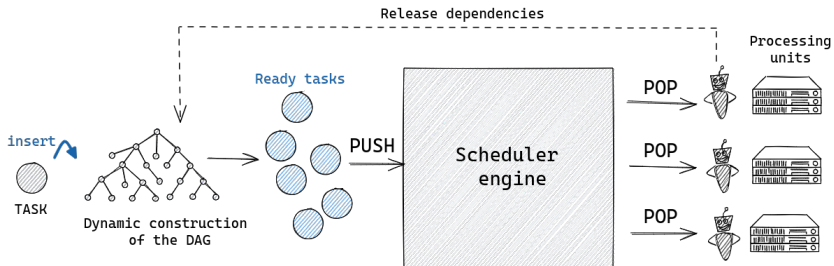 Release dependencies
Processing
units
Ready tasks
insert
TASK
Dynamic construction
of the DAG
PUSH
Scheduler
engine
POP
POP
POP